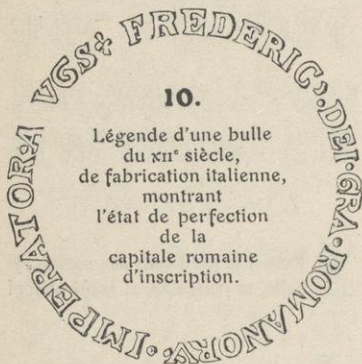 ✠ FREDERIC'·DEI·GRA·ROMANORV·IMPERATOR·AVGS
10.
Légende d'une bulle
du XIIe siècle,
de fabrication italienne,
montrant
l'état de perfection
de la
capitale romaine
d'inscription.